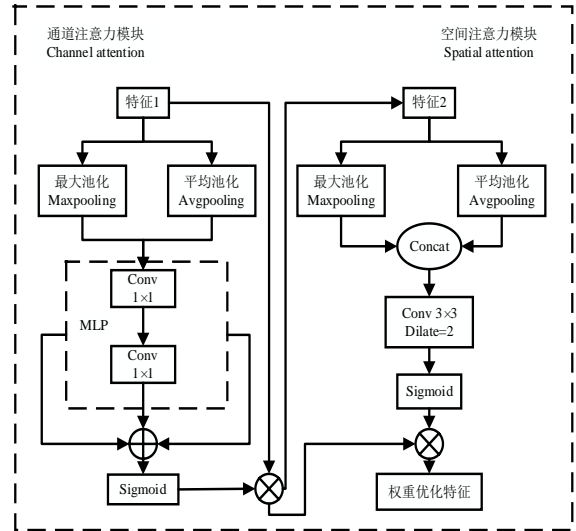 通道注意力模块
Channel attention
特征1
最大池化
Maxpooling
平均池化
Avgpooling
Conv
1×1
MLP
Conv
1×1
Sigmoid
空间注意力模块
Spatial attention
特征2
最大池化
Maxpooling
平均池化
Avgpooling
Concat
Conv 3×3
Dilate=2
Sigmoid
权重优化特征